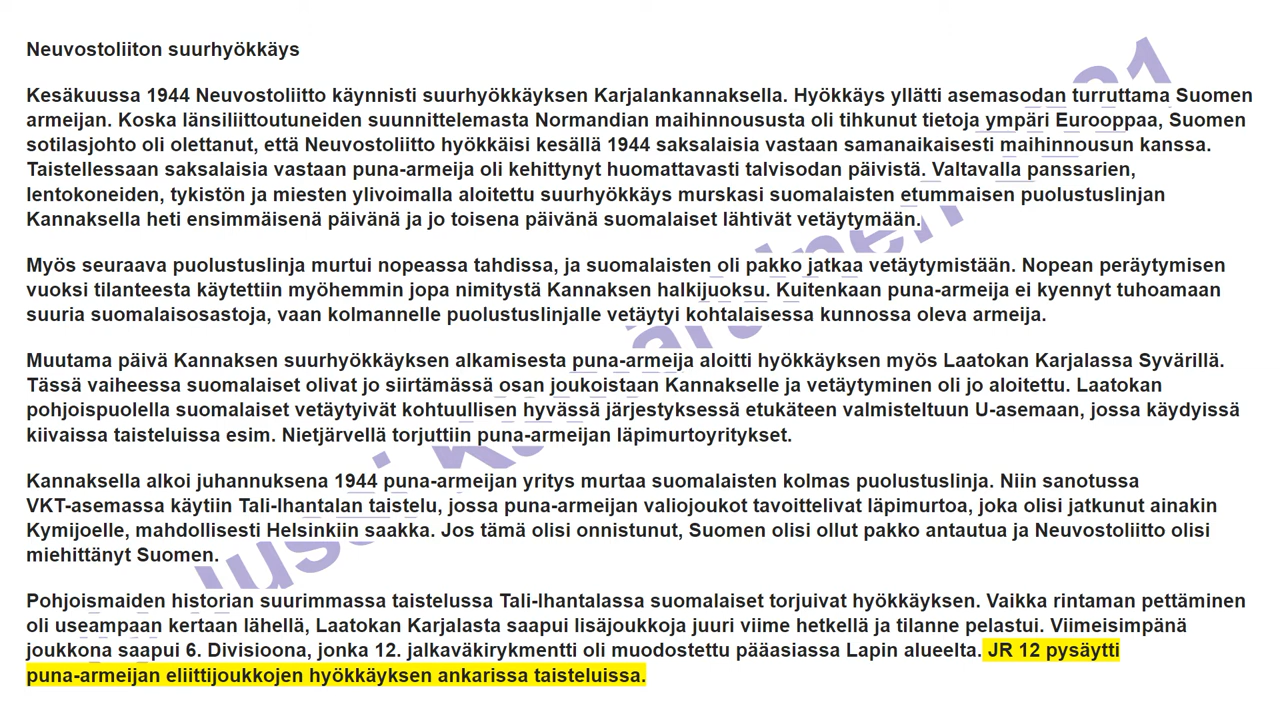 Neuvostoliiton suurhyökkäys
Kesäkuussa 1944 Neuvostoliitto käynnisti suurhyökkäyksen Karjalankannaksella. Hyökkäys yllätti asemasodan turruttama Suomen
armeijan. Koska länsiliittoutuneiden suunnittelemasta Normandian maihinnoususta oli tihkunut tietoja ympäri Eurooppaa, Suomen
sotilasjohto oli olettanut, että Neuvostoliitto hyökkäisi kesällä 1944 saksalaisia vastaan samanaikaisesti maihinnousun kanssa.
Taistellessaan saksalaisia vastaan puna-armeija oli kehittynyt huomattavasti talvisodan päivistä. Valtavalla panssarien,
lentokoneiden, tykistön ja miesten ylivoimalla aloitettu suurhyökkäys murskasi suomalaisten etummaisen puolustuslinjan
Kannaksella heti ensimmäisenä päivänä ja jo toisena päivänä suomalaiset lähtivät vetäytymään.
Myös seuraava puolustuslinja murtui nopeassa tahdissa, ja suomalaisten oli pakko jatkaa vetäytymistään. Nopean peräytymisen
vuoksi tilanteesta käytettiin myöhemmin jopa nimitystä Kannaksen halkijuoksu. Kuitenkaan puna-armeija ei kyennyt tuhoamaan
suuria suomalaisosastoja, vaan kolmannelle puolustuslinjalle vetäytyi kohtalaisessa kunnossa oleva armeija.
Muutama päivä Kannaksen suurhyökkäyksen alkamisesta puna-armeija aloitti hyökkäyksen myös Laatokan Karjalassa Syvärillä.
Tässä vaiheessa suomalaiset olivat jo siirtämässä osan joukoistaan Kannakselle ja vetäytyminen oli jo aloitettu. Laatokan
pohjoispuolella suomalaiset vetäytyivät kohtuullisen hyvässä järjestyksessä etukäteen valmisteltuun U-asemaan, jossa käydyissä
kiivaissa taisteluissa esim. Nietjärvellä torjuttiin puna-armeijan läpimurtoyritykset.
Kannaksella alkoi juhannuksena 1944 puna-armeijan yritys murtaa suomalaisten kolmas puolustuslinja. Niin sanotussa
VKT-asemassa käytiin Tali-Ihantalan taistelu, jossa puna-armeijan valiojoukot tavoittelivat läpimurtoa, joka olisi jatkunut ainakin
Kymijoelle, mahdollisesti Helsinkiin saakka. Jos tämä olisi onnistunut, Suomen olisi ollut pakko antautua ja Neuvostoliitto olisi
miehittänyt Suomen.
Pohjoismaiden historian suurimmassa taistelussa Tali-Ihantalassa suomalaiset torjuivat hyökkäyksen. Vaikka rintaman pettäminen
oli useampaan kertaan lähellä, Laatokan Karjalasta saapui lisäjoukkoja juuri viime hetkellä ja tilanne pelastui. Viimeisimpänä
joukkona saapui 6. Divisioona, jonka 12. jalkaväkirykmentti oli muodostettu pääasiassa Lapin alueelta. JR 12 pysäytti
puna-armeijan eliittijoukkojen hyökkäyksen ankarissa taisteluissa.